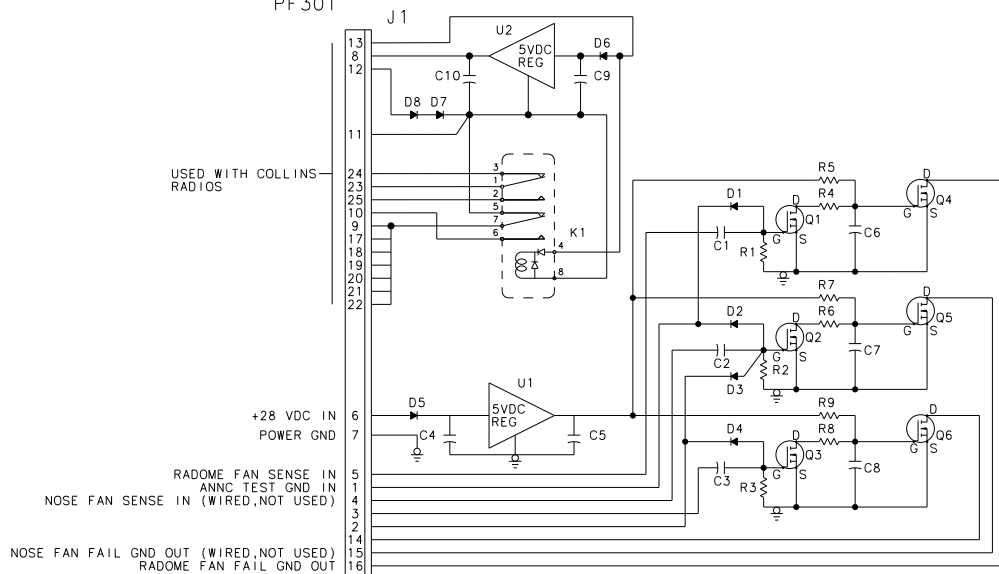 PF301
J1
13
8
12
11
24
23
25
10
9
17
18
19
20
21
22
6
7
5
1
4
3
2
14
15
16
USED WITH COLLINS
RADIOS
+28 VDC IN
POWER GND
RADOME FAN SENSE IN
ANNC TEST GND IN
NOSE FAN SENSE IN (WIRED,NOT USED)
NOSE FAN FAIL GND OUT (WIRED,NOT USED)
RADOME FAN FAIL GND OUT
U2
5VDC
REG
D6
C10
C9
D8 D7
3
1
2
5
7
6
K1
4
8
D5
C4
U1
5VDC
REG
C5
R5
D1
R4
D
Q4
D
Q1
G
S
G
S
C1
R1
C6
R7
D2
R6
D
Q5
D
Q2
G
S
G
S
C2
R2
C7
D3
R9
D4
R8
D
Q6
D
Q3
G
S
G
S
C3
R3
C8